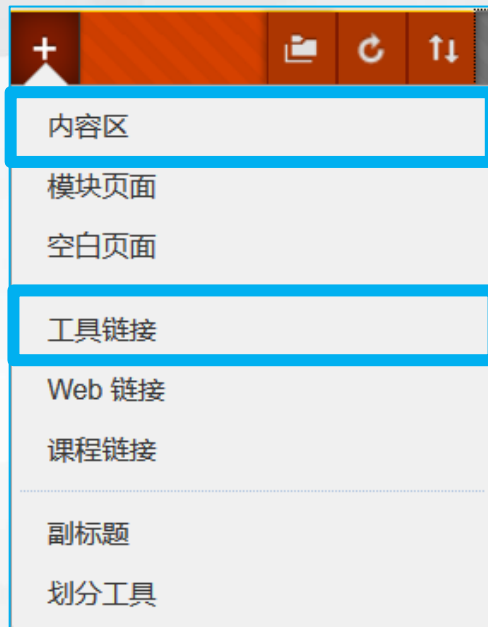 内容区
模块页面
空白页面
工具链接
Web 链接
课程链接
副标题
划分工具